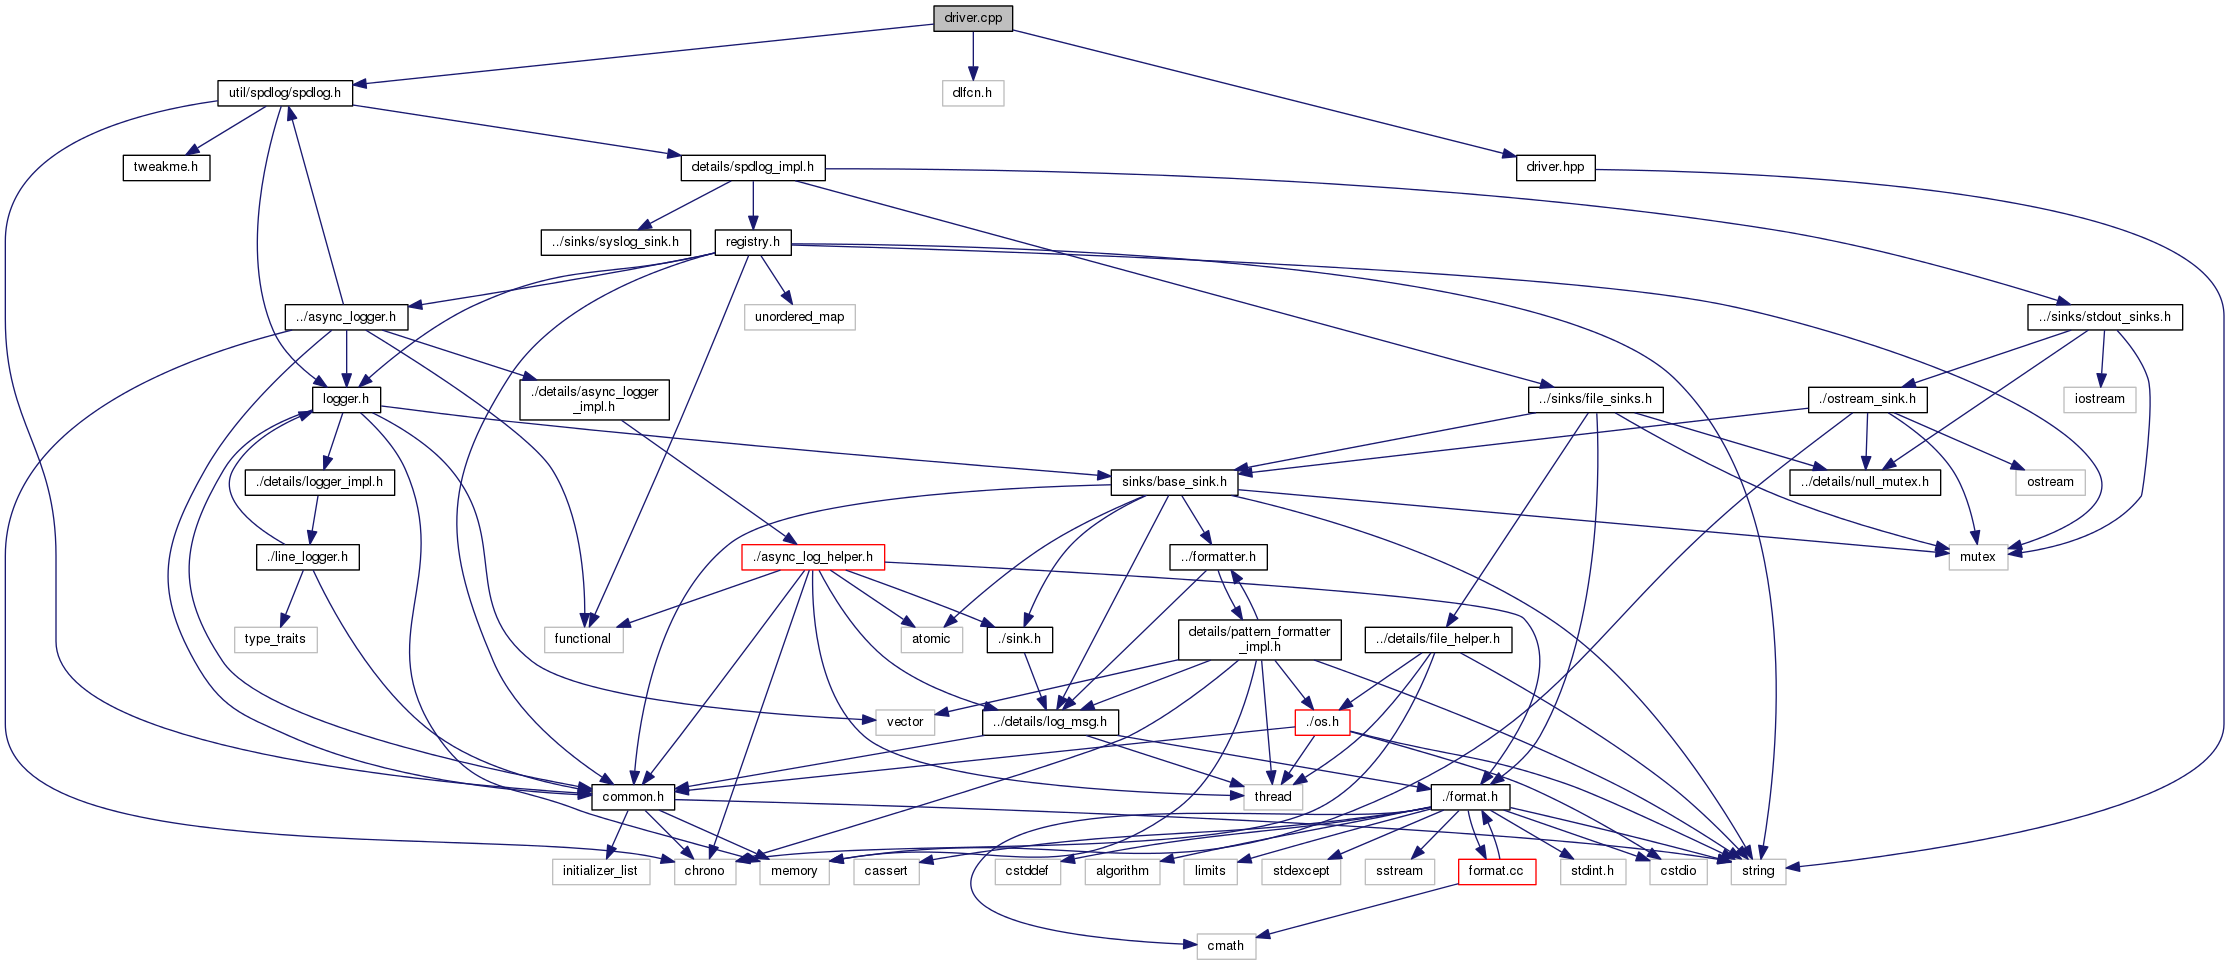 driver.cpp
util/spdlog/spdlog.h
dlfcn.h
tweakme.h
details/spdlog_impl.h
driver.hpp
../sinks/syslog_sink.h
registry.h
../async_logger.h
unordered_map
../sinks/stdout_sinks.h
logger.h
./details/async_logger
_impl.h
../sinks/file_sinks.h
./ostream_sink.h
iostream
./details/logger_impl.h
sinks/base_sink.h
../details/null_mutex.h
ostream
./line_logger.h
./async_log_helper.h
../formatter.h
mutex
type_traits
functional
atomic
./sink.h
details/pattern_formatter
_impl.h
../details/file_helper.h
vector
../details/log_msg.h
./os.h
common.h
thread
./format.h
initializer_list
chrono
memory
cassert
cstddef
algorithm
limits
stdexcept
sstream
format.cc
stdint.h
cstdio
string
cmath